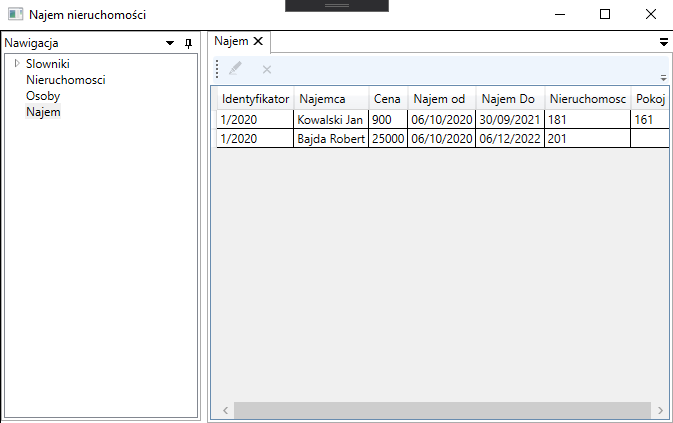 Najem nieruchomości
Nawigacja
Slowniki
Nieruchomosci
Osoby
Najem
Najem
Identyfikator Najemca Cena Najem od Najem Do Nieruchomosc Pokoj
1/2020 Kowalski Jan 900 06/10/2020 30/09/2021 181 161
1/2020 Bajda Robert 25000 06/10/2020 06/12/2022 201